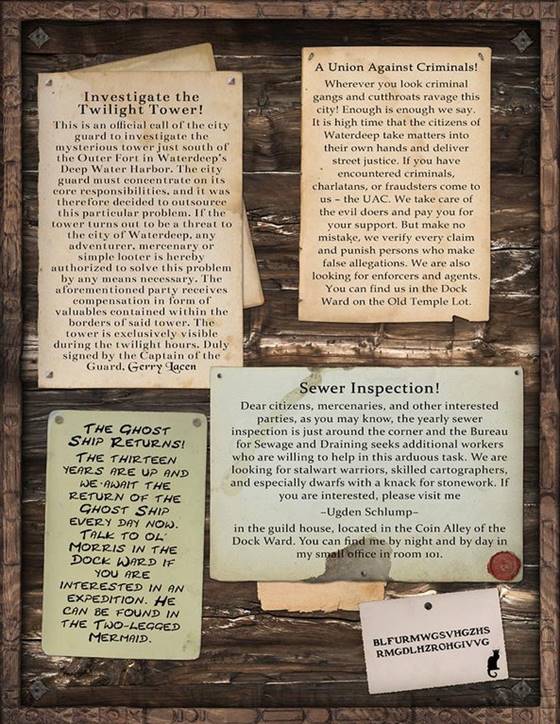 Investigate the
Twilight Tower!
This is an official call of the city
guard to investigate the
mysterious tower just south of
the Outer Fort in Waterdeep's
Deep Water Harbor. The city
guard must concentrate on its
core responsibilities, and it was
therefore decided to outsource
this particular problem. If the
tower turns out to be a threat to
the city of Waterdeep, any
adventurer, mercenary or
simple looter is hereby
authorized to solve this problem
by any means necessary. The
aforementioned party receives
compensation in form of
valuables contained within the
borders of said tower. The
tower is exclusively visible
during the twilight hours. Duly
signed by the Captain of the
Guard, Gerry Lacen
A Union Against Criminals!
Wherever you look criminal
gangs and cutthroats ravage this
city! Enough is enough we say.
It is high time that the citizens of
Waterdeep take matters into
their own hands and deliver
street justice. If you have
encountered criminals,
charlatans, or fraudsters come to
us – the UAC. We take care of
the evil doers and pay you for
your support. But make no
mistake, we verify every claim
and punish persons who make
false allegations. We are also
looking for enforcers and agents.
You can find us in the Dock
Ward on the Old Temple Lot.
Sewer Inspection!
Dear citizens, mercenaries, and other interested
parties, as you may know, the yearly sewer
inspection is just around the corner and the Bureau
for Sewage and Draining seeks additional workers
who are willing to help in this arduous task. We are
looking for stalwart warriors, skilled cartographers,
and especially dwarfs with a knack for stonework. If
you are interested, please visit me
~Ugden Schlump~
in the guild house, located in the Coin Alley of the
Dock Ward. You can find me by night and by day in
my small office in room 101.
The Ghost
Ship Returns!
The thirteen
years are up and
we await the
return of the
Ghost Ship
every day now.
Talk to Ol'
Morris in the
Dock Ward if
you are
interested in an
expedition. He
can be found in
the Two-Legged
Mermaid.
BLFURMWGSVHGZHS
RMGDLHZROHGIVVG